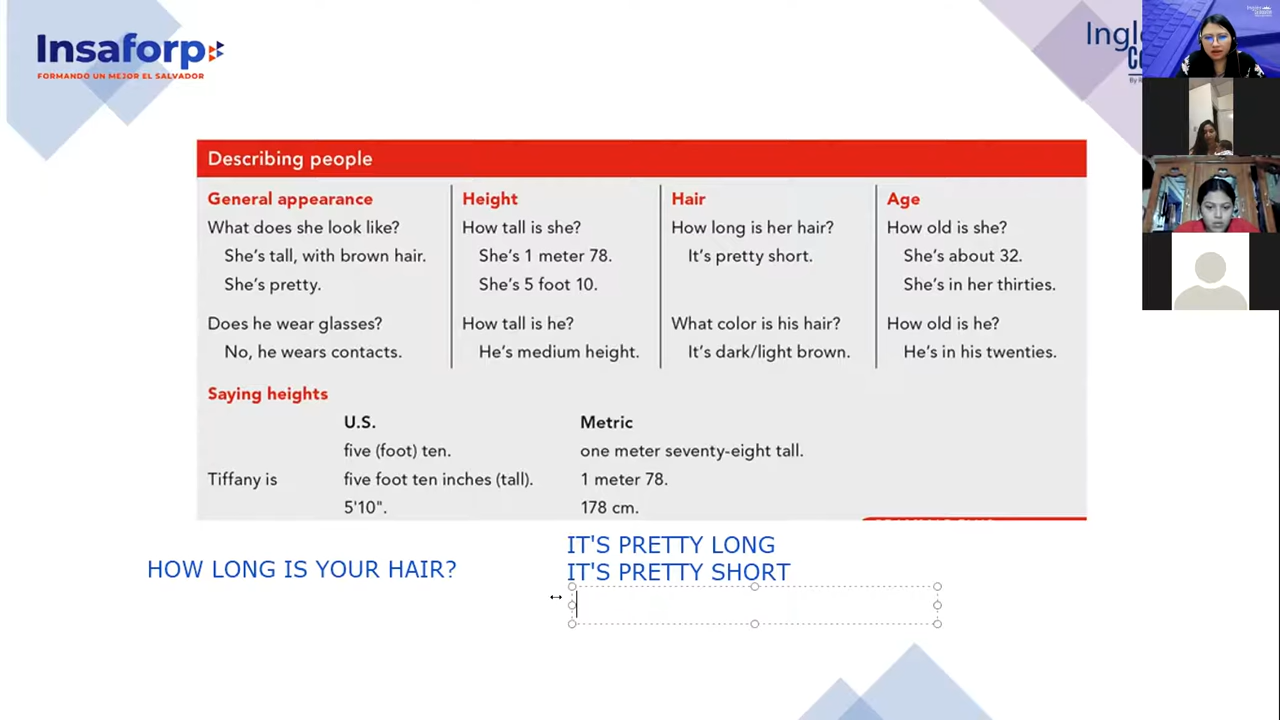 Insaforp
FORMANDO UN MEJOR EL SALVADOR
Describing people
General appearance
What does she look like?
She's tall, with brown hair.
She's pretty.
Does he wear glasses?
No, he wears contacts.
Height
How tall is she?
She's 1 meter 78.
She's 5 foot 10.
How tall is he?
He's medium height.
Hair
How long is her hair?
It's pretty short.
What color is his hair?
It's dark/light brown.
Age
How old is she?
She's about 32.
She's in her thirties.
How old is he?
He's in his twenties.
Saying heights
U.S. Metric
five (foot) ten. one meter seventy-eight tall.
Tiffany is five foot ten inches (tall). 1 meter 78.
5'10". 178 cm.
HOW LONG IS YOUR HAIR?
IT'S PRETTY LONG
IT'S PRETTY SHORT